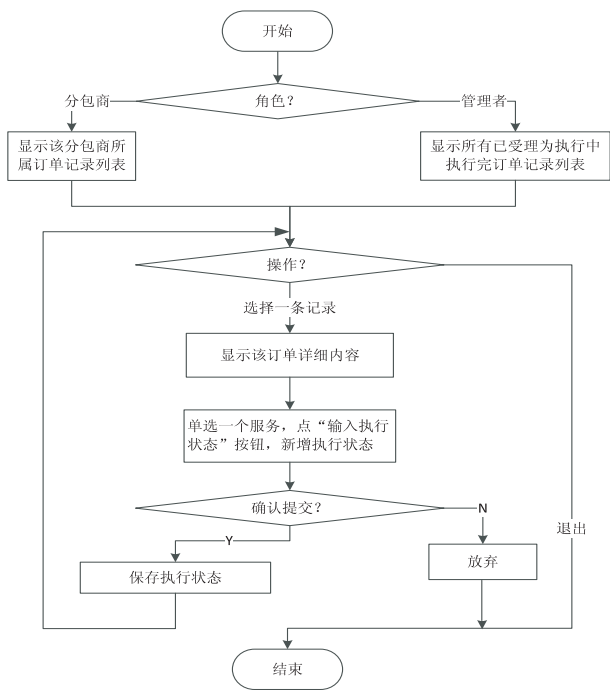 开始
角色？
分包商
管理者
显示该分包商所
属订单记录列表
显示所有已受理为执行中
执行完订单记录列表
操作？
选择一条记录
显示该订单详细内容
单选一个服务，点“输入执行
状态”按钮，新增执行状态
确认提交？
N
Y
退出
放弃
保存执行状态
结束